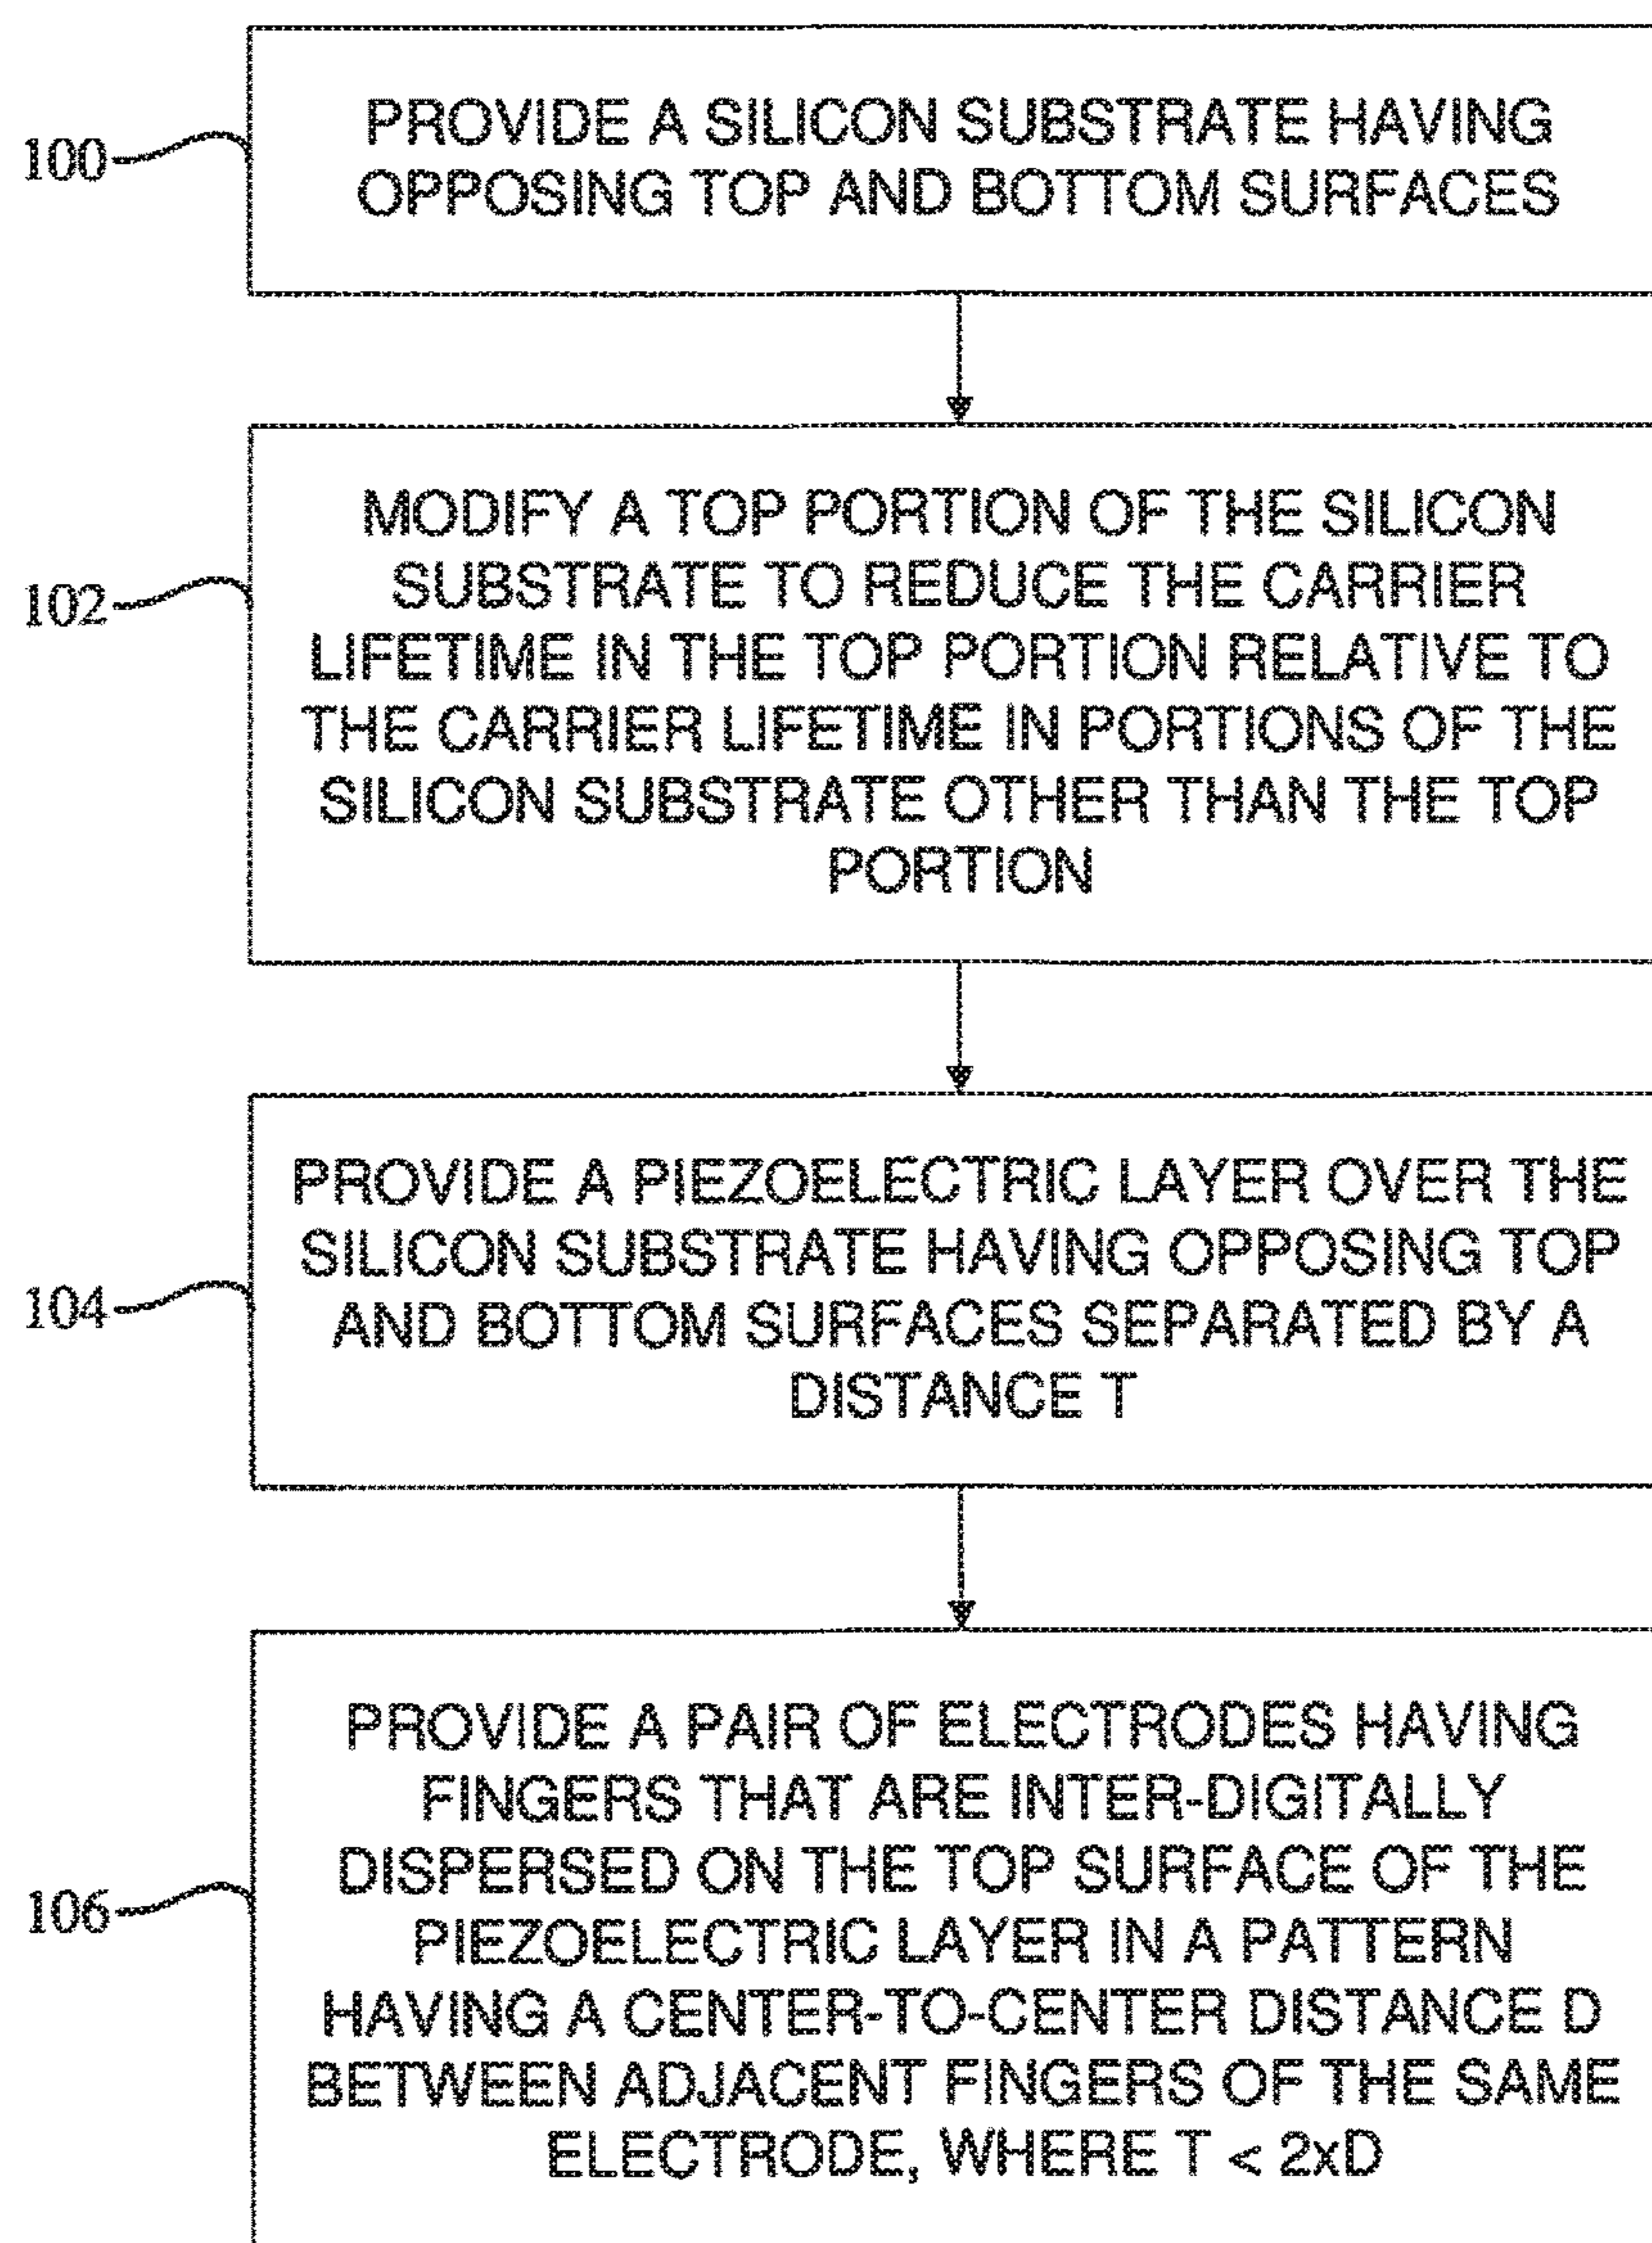 100
PROVIDE A SILICON SUBSTRATE HAVING
OPPOSING TOP AND BOTTOM SURFACES
102
MODIFY A TOP PORTION OF THE SILICON
SUBSTRATE TO REDUCE THE CARRIER
LIFETIME IN THE TOP PORTION RELATIVE TO
THE CARRIER LIFETIME IN PORTIONS OF THE
SILICON SUBSTRATE OTHER THAN THE TOP
PORTION
104
PROVIDE A PIEZOELECTRIC LAYER OVER THE
SILICON SUBSTRATE HAVING OPPOSING TOP
AND BOTTOM SURFACES SEPARATED BY A
DISTANCE T
106
PROVIDE A PAIR OF ELECTRODES HAVING
FINGERS THAT ARE INTER-DIGITALLY
DISPERSED ON THE TOP SURFACE OF THE
PIEZOELECTRIC LAYER IN A PATTERN
HAVING A CENTER-TO-CENTER DISTANCE D
BETWEEN ADJACENT FINGERS OF THE SAME
ELECTRODE, WHERE T < 2xD